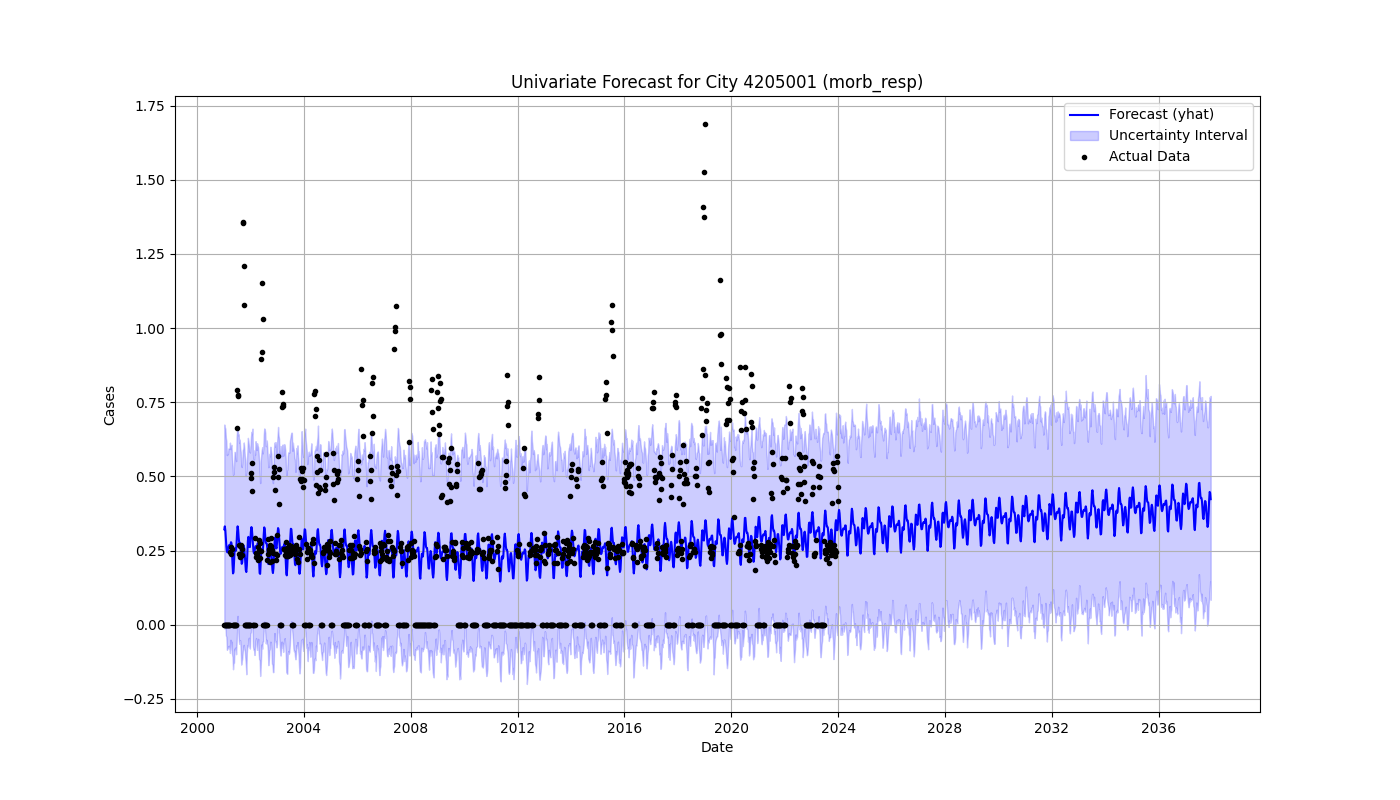 Univariate Forecast for City 4205001 (morb_resp)
1.75
1.50
1.25
1.00
0.75
0.50
0.25
0.00
−0.25
Cases
Forecast (yhat)
Uncertainty Interval
Actual Data
2000 2004 2008 2012 2016 2020 2024 2028 2032 2036
Date